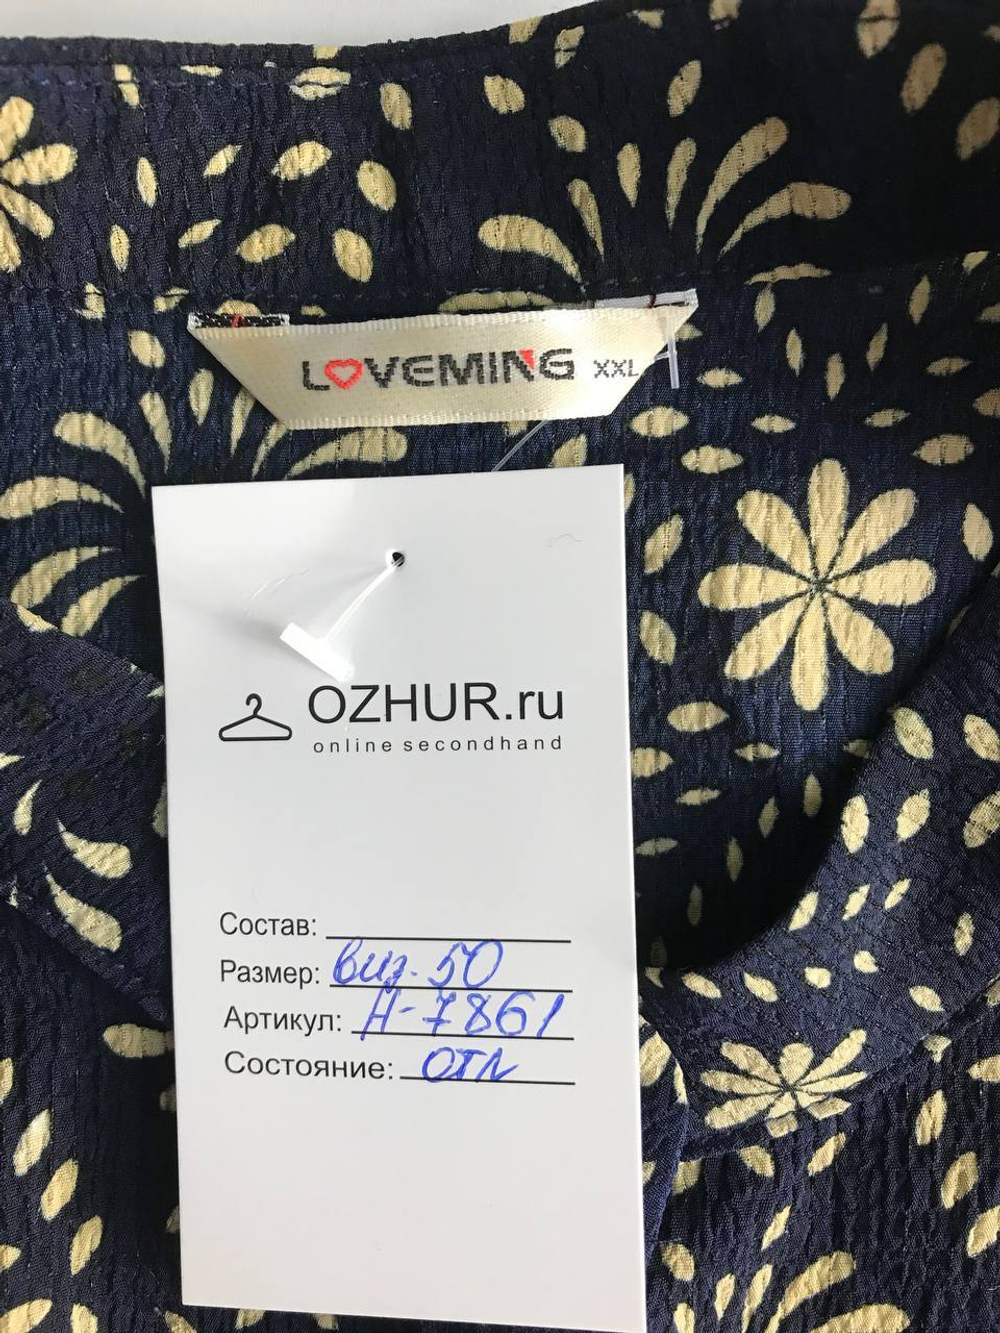 LOVEMING XXL
OZHUR.ru
online secondhand
Состав:
Размер: виз. 50
Артикул: Н-7861
Состояние: отл